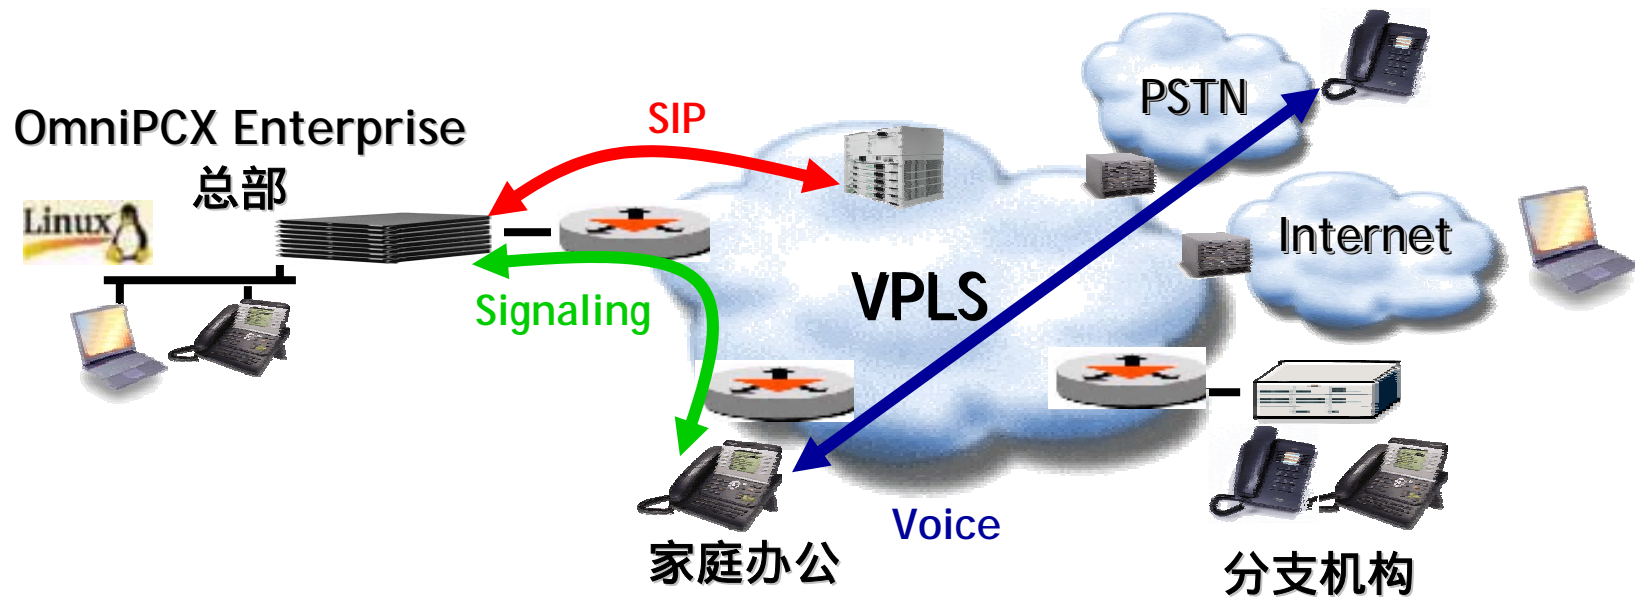 OmniPCX Enterprise
总部
Linux
SIP
Signaling
VPLS
PSTN
Internet
Voice
家庭办公
分支机构